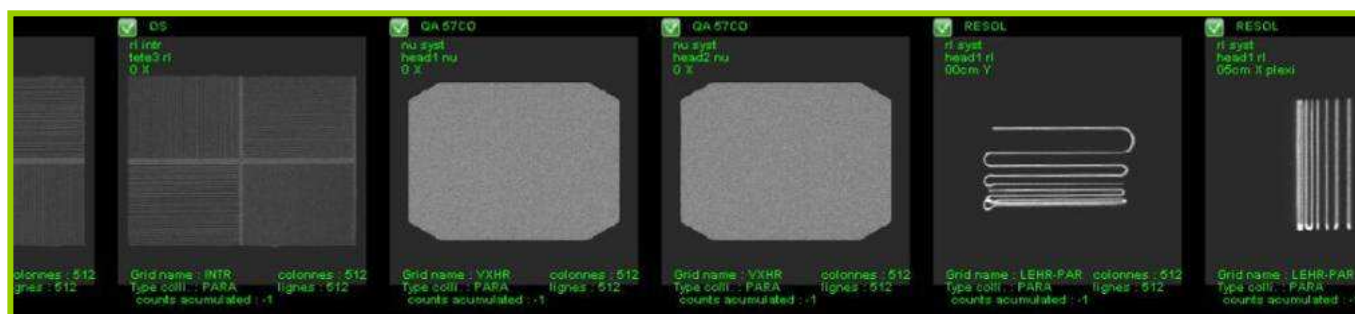 olonnes : 512
ignes : 512
DS
rl intr
tete3 rl
0 X
Grid name : INTR colonnes : 512
Type colli. : PARA lignes : 512
counts acumulated : -1
QA 57CO
nu syst
head1 nu
0 X
Grid name : VXHR colonnes : 512
Type colli. : PARA lignes : 512
counts acumulated : -1
QA 57CO
nu syst
head2 nu
0 X
Grid name : VXHR colonnes : 512
Type colli. : PARA lignes : 512
counts acumulated : -1
RESOL
rl syst
head1 rl
00cm Y
Grid name : LEHR-PAR colonnes : 512
Type colli. : PARA lignes : 512
counts acumulated : -1
RESOL
rl syst
head1 rl
05cm X plexi
Grid name : LEHR-PAR
Type colli. : PARA
counts acumulated : -